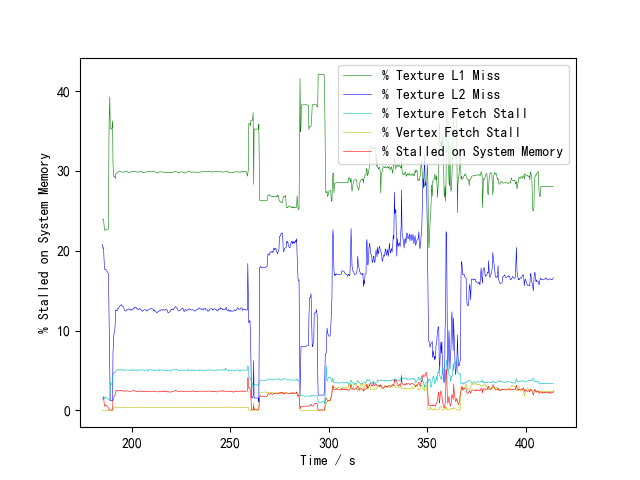 % Texture L1 Miss
% Texture L2 Miss
% Texture Fetch Stall
% Vertex Fetch Stall
% Stalled on System Memory
% Stalled on System Memory
40
30
20
10
0
200
250
300
350
400
Time / s